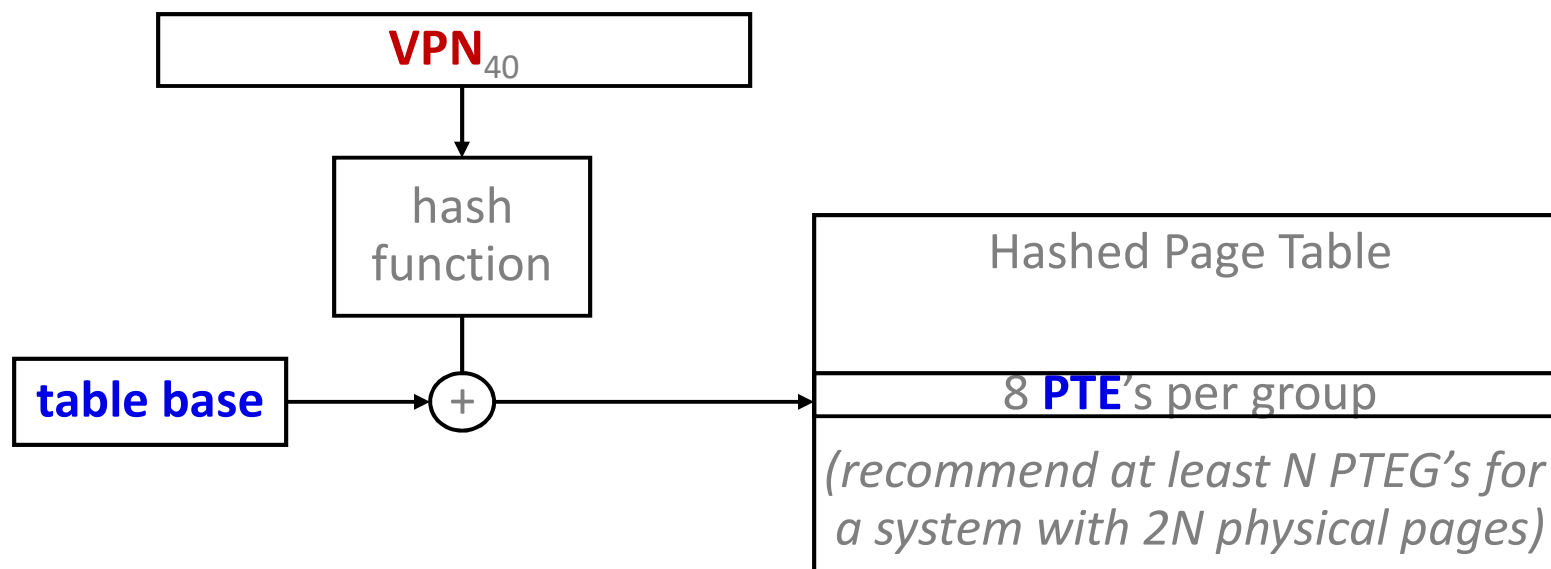 VPN40
hash
function
Hashed Page Table
table base
+
8 PTE’s per group
(recommend at least N PTEG’s for
a system with 2N physical pages)